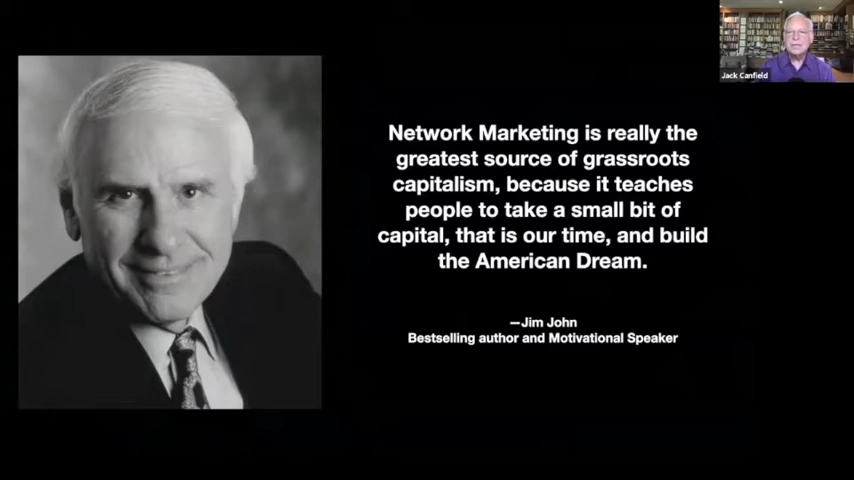 Jack Canfield
Network Marketing is really the
greatest source of grassroots
capitalism, because it teaches
people to take a small bit of
capital, that is our time, and build
the American Dream.
—Jim John
Bestselling author and Motivational Speaker